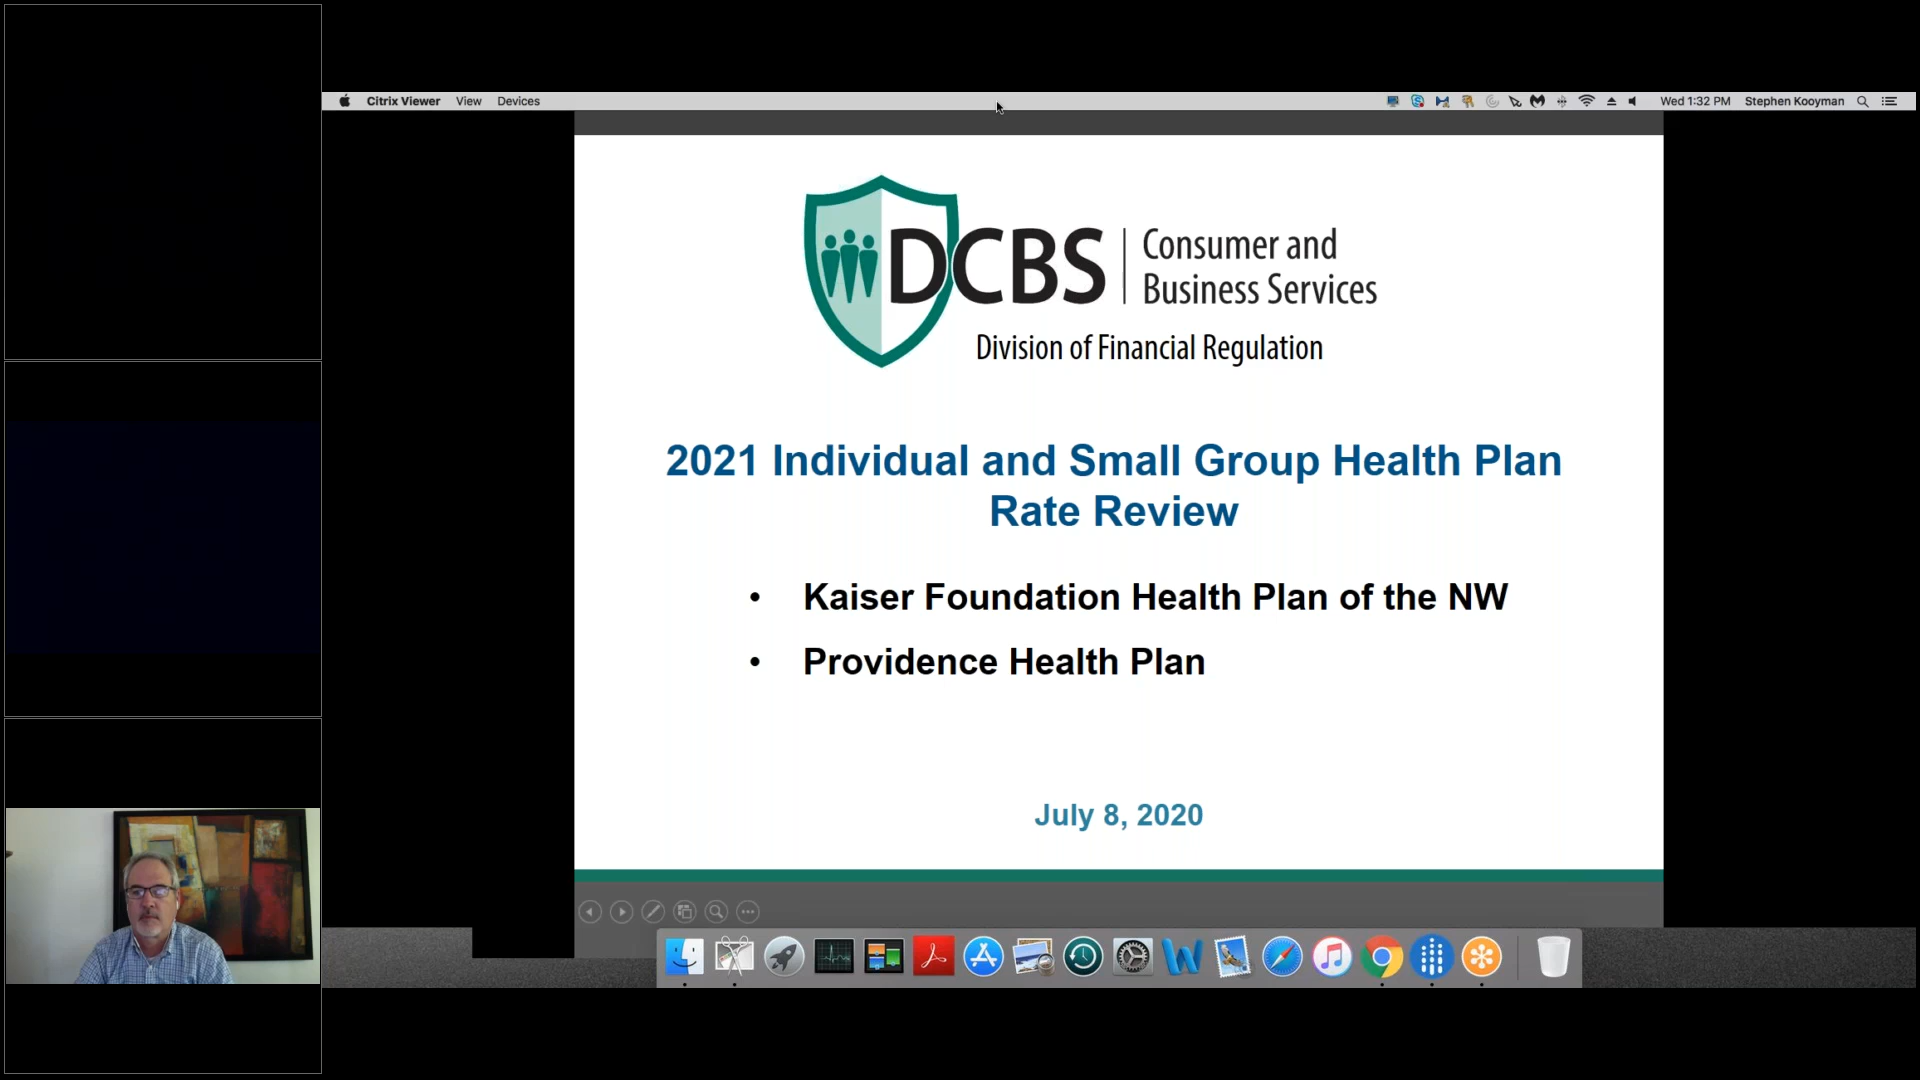 Citrix Viewer View Devices Wed 1:32 PM Stephen Kooyman
DCBS Consumer and
Business Services
Division of Financial Regulation
2021 Individual and Small Group Health Plan
Rate Review
• Kaiser Foundation Health Plan of the NW
• Providence Health Plan
July 8, 2020